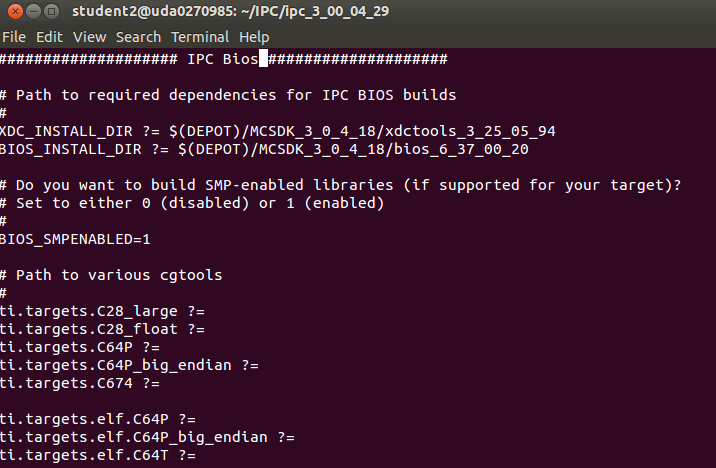 student2@uda0270985: ~/IPC/ipc_3_00_04_29
File Edit View Search Terminal Help
#################### IPC Bios ####################
# Path to required dependencies for IPC BIOS builds
#
XDC_INSTALL_DIR ?= $(DEPOT)/MCSDK_3_0_4_18/xdctools_3_25_05_94
BIOS_INSTALL_DIR ?= $(DEPOT)/MCSDK_3_0_4_18/bios_6_37_00_20
# Do you want to build SMP-enabled libraries (if supported for your target)?
# Set to either 0 (disabled) or 1 (enabled)
#
BIOS_SMPENABLED=1
# Path to various cgtools
#
ti.targets.C28_large ?=
ti.targets.C28_float ?=
ti.targets.C64P ?=
ti.targets.C64P_big_endian ?=
ti.targets.C674 ?=
ti.targets.elf.C64P ?=
ti.targets.elf.C64P_big_endian ?=
ti.targets.elf.C64T ?=